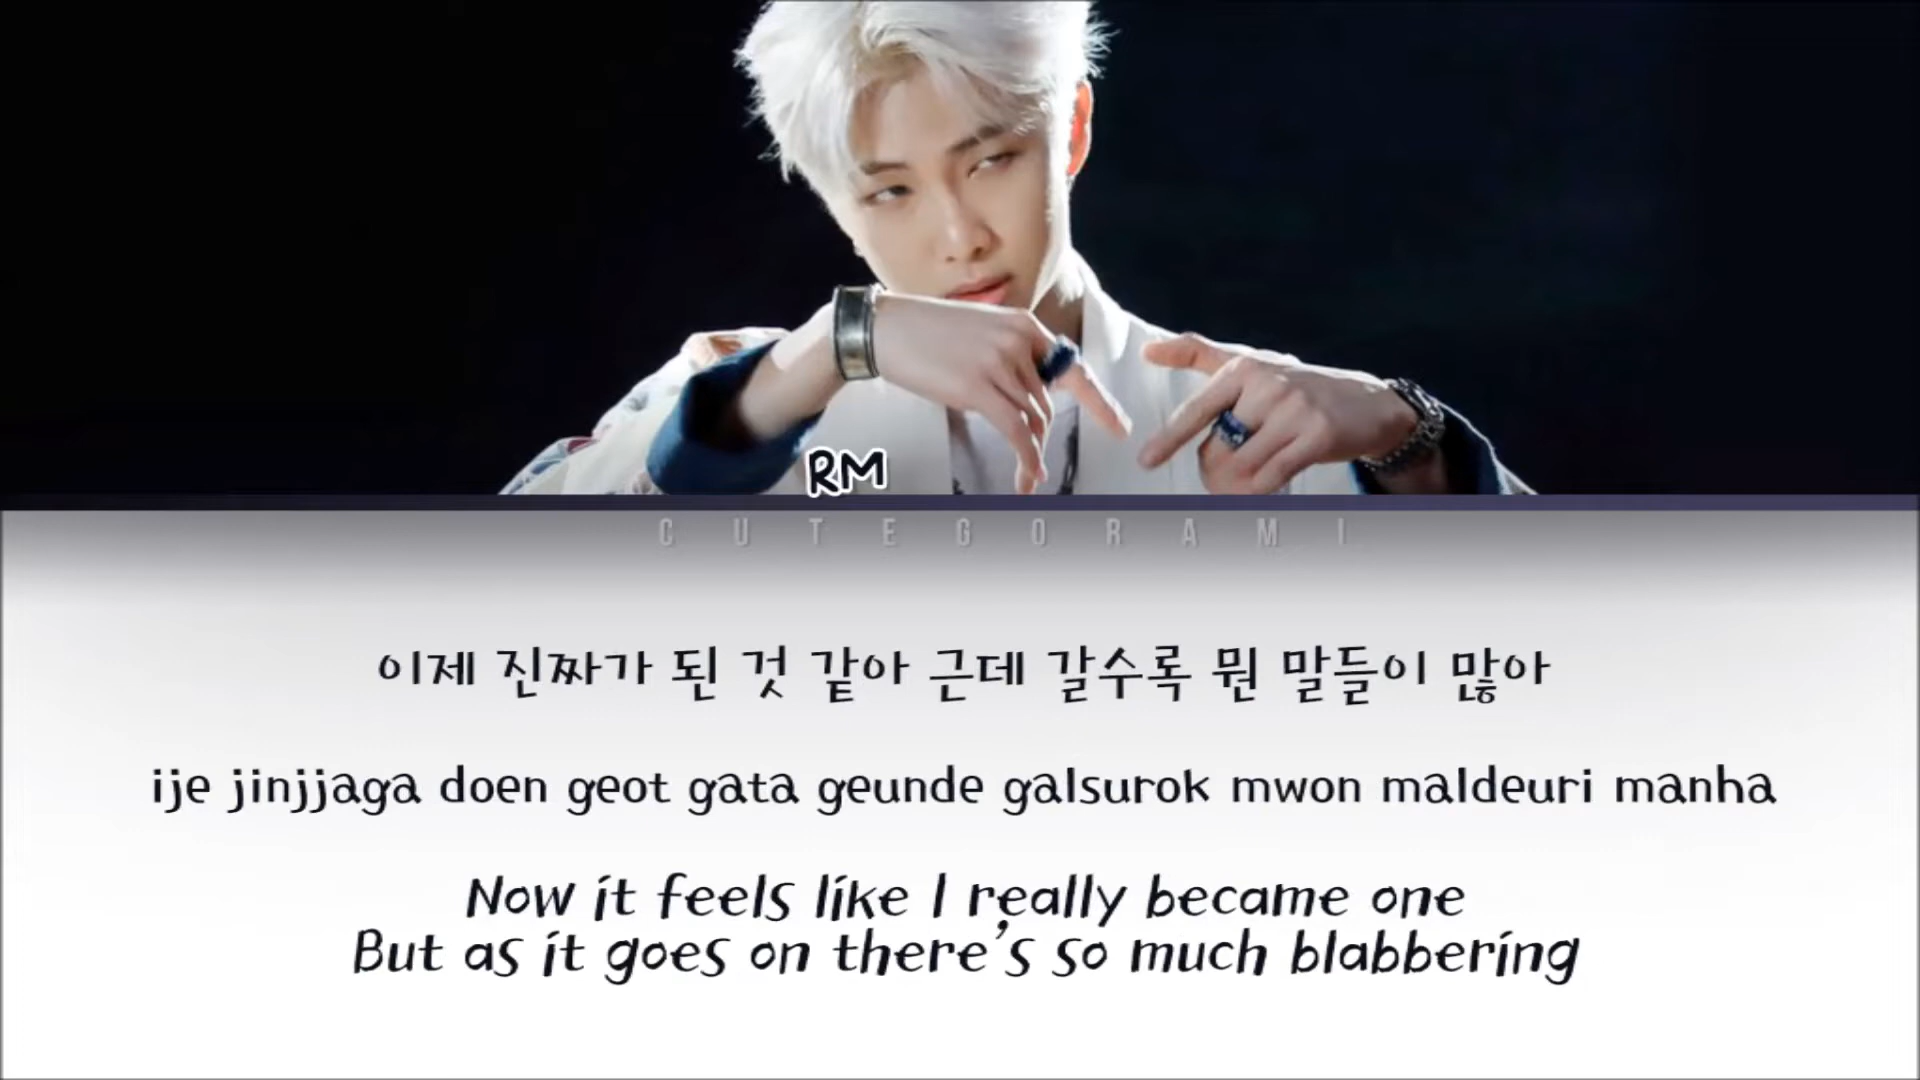 RM
CUTEGORAMI
이제 진짜가 된 것 같아 근데 갈수록 뭔 말들이 많아
ije jinjjaga doen geot gata geunde galsurok mwon maldeuri manha
Now it feels like I really became one
But as it goes on there's so much blabbering